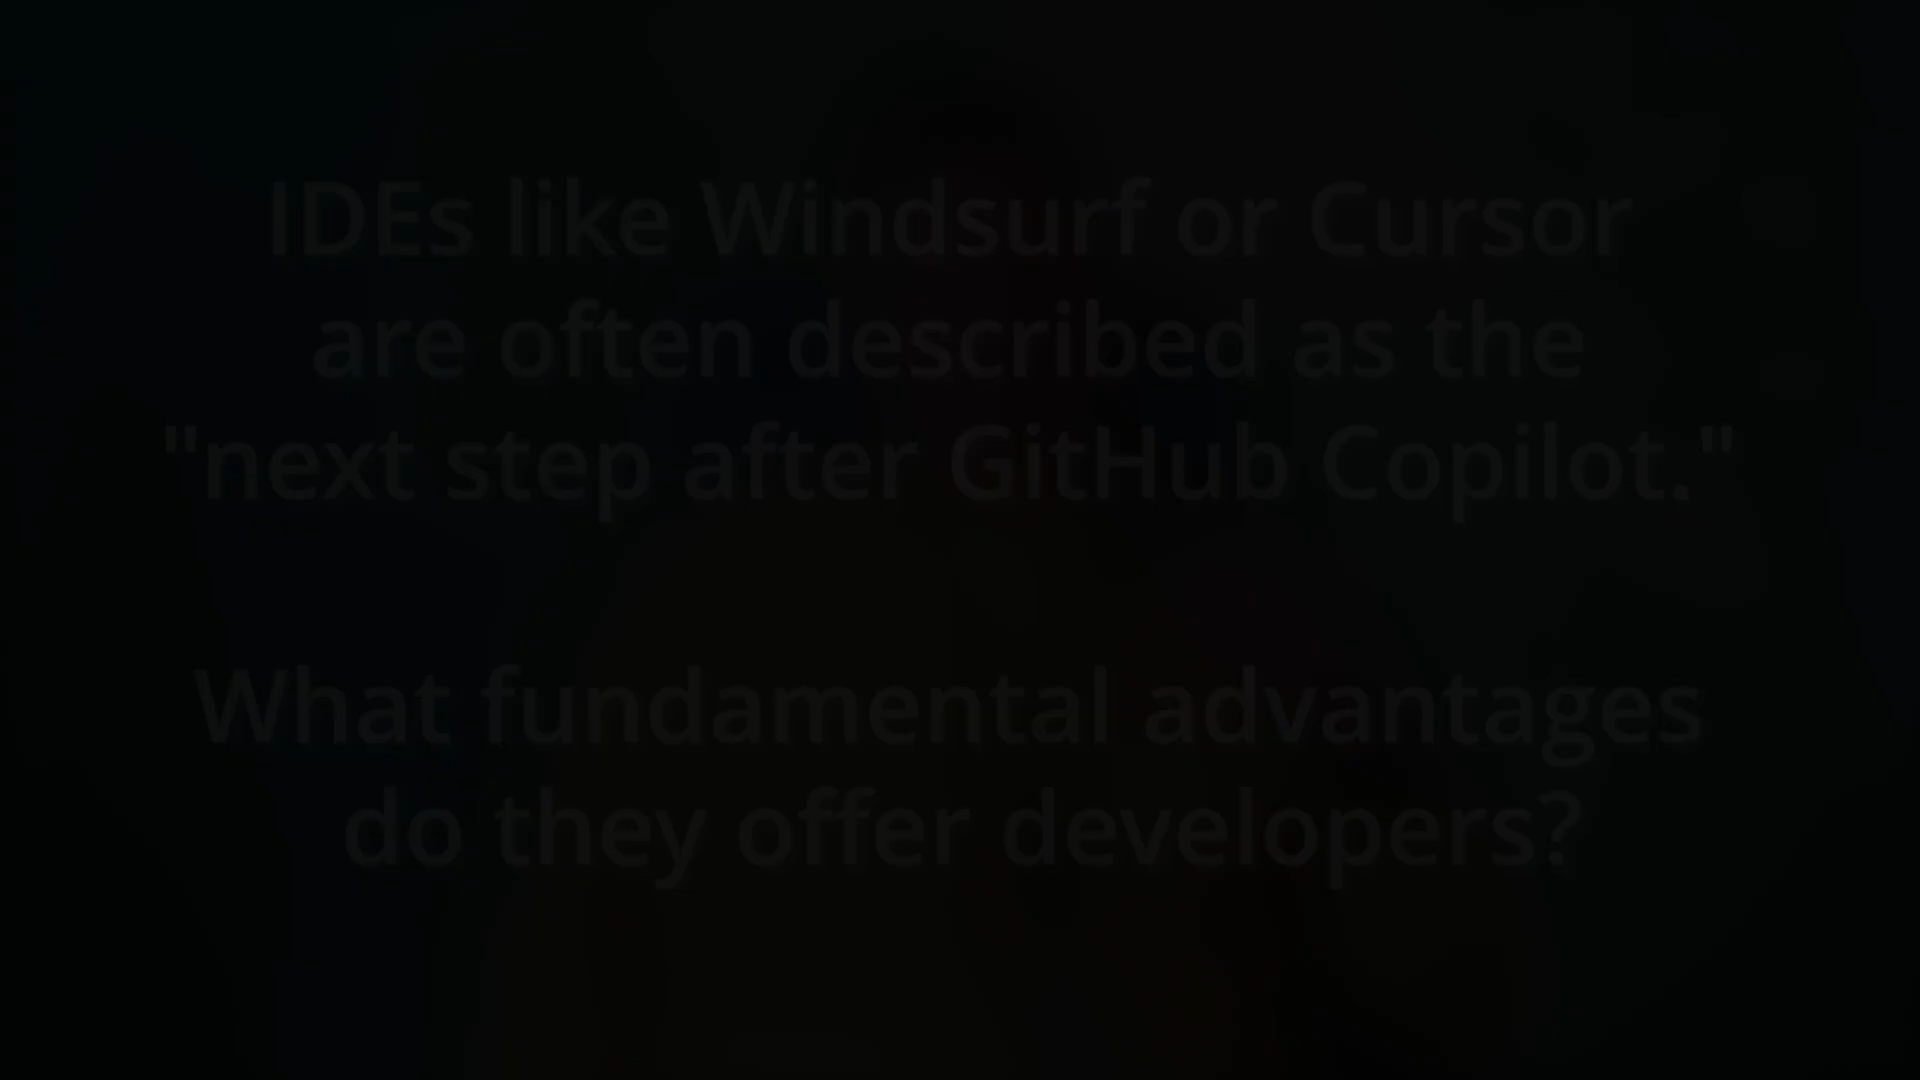 IDEs like Windsurf or Cursor
are often described as the
"next step after GitHub Copilot."
What fundamental advantages
do they offer developers?